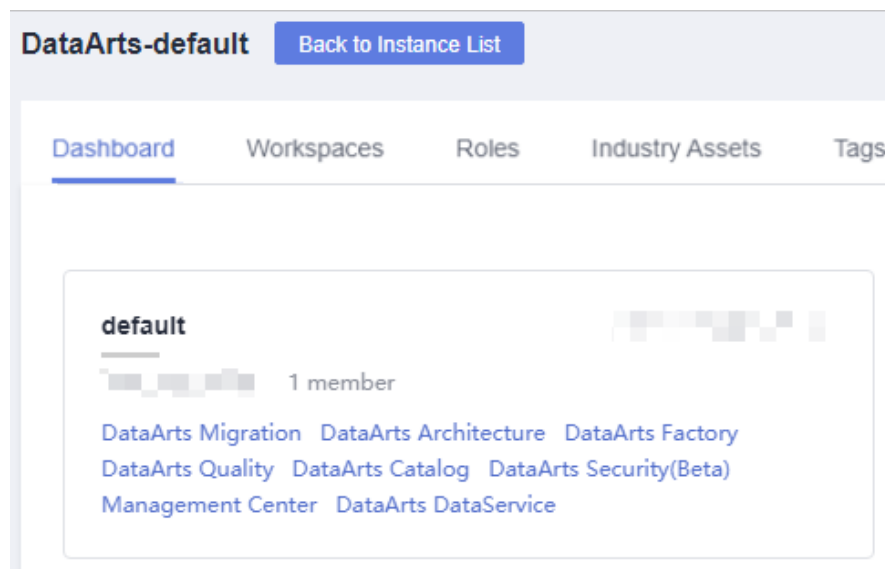 DataArts-default Back to Instance List
Dashboard Workspaces Roles Industry Assets Tags
default
1 member
DataArts Migration DataArts Architecture DataArts Factory
DataArts Quality DataArts Catalog DataArts Security(Beta)
Management Center DataArts DataService